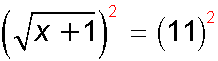 (√x + 1)² = (11)²